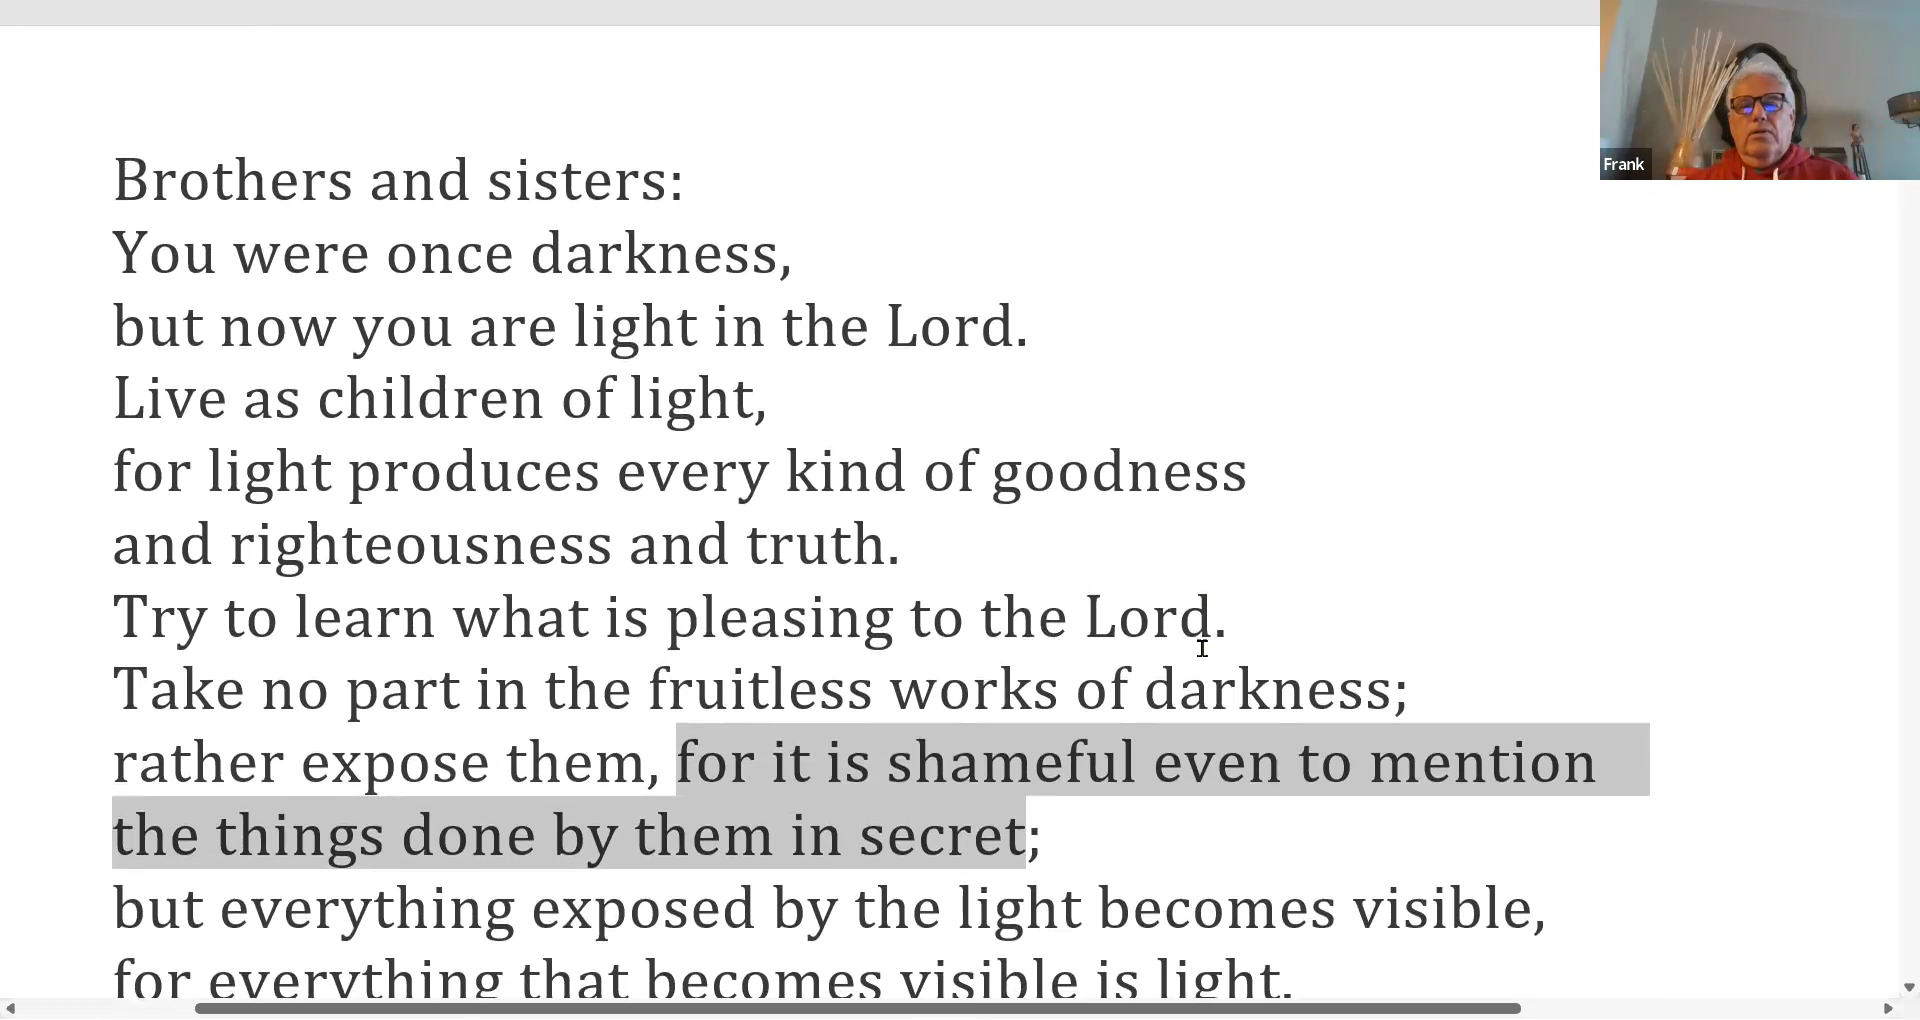 Brothers and sisters:
You were once darkness,
but now you are light in the Lord.
Live as children of light,
for light produces every kind of goodness
and righteousness and truth.
Try to learn what is pleasing to the Lord.
Take no part in the fruitless works of darkness;
rather expose them, for it is shameful even to mention
the things done by them in secret;
but everything exposed by the light becomes visible,
for everything that becomes visible is light.
Frank